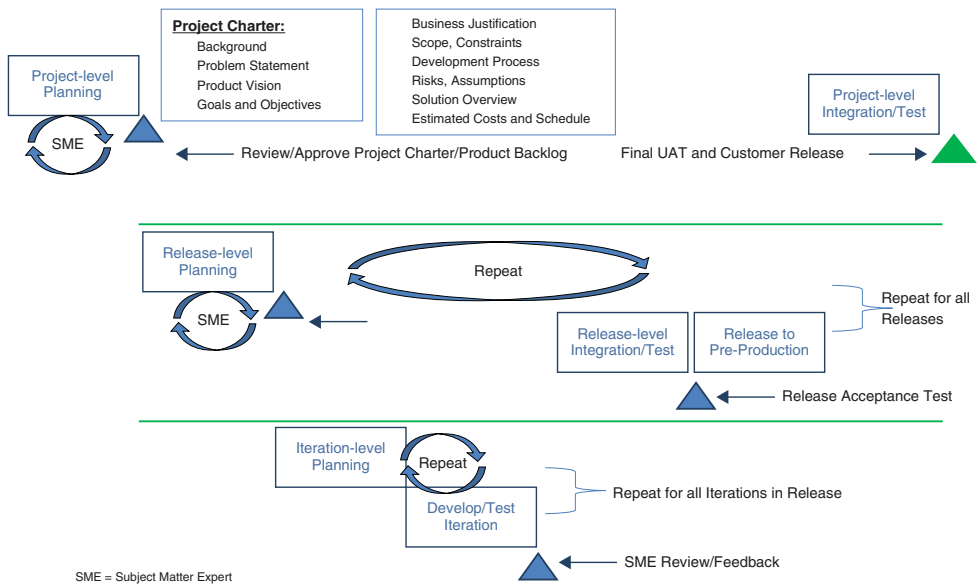 Project Charter:
Background
Problem Statement
Product Vision
Goals and Objectives
Business Justification
Scope, Constraints
Development Process
Risks, Assumptions
Solution Overview
Estimated Costs and Schedule
Project-level
Planning
SME
Review/Approve Project Charter/Product Backlog
Final UAT and Customer Release
Project-level
Integration/Test
Release-level
Planning
SME
Repeat
Repeat for all
Releases
Release-level
Integration/Test
Release to
Pre-Production
Release Acceptance Test
Iteration-level
Planning
Repeat
Develop/Test
Iteration
Repeat for all Iterations in Release
SME Review/Feedback
SME = Subject Matter Expert